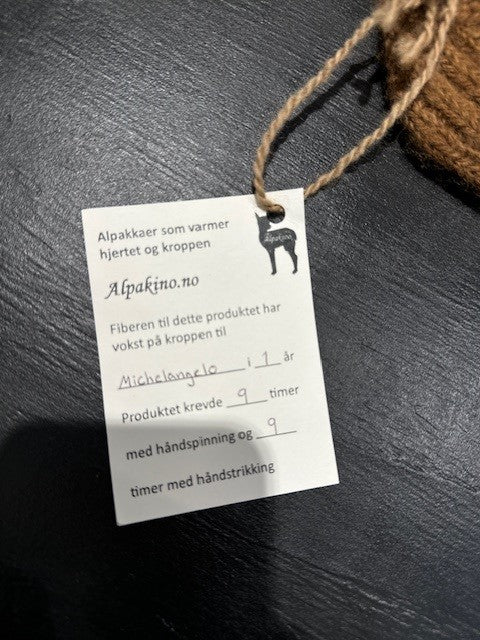 Alpakkaer som varmer
hjertet og kroppen
Alpakino
Alpakino.no
Fiberen til dette produktet har
vokst på kroppen til
Michelangelo i 1 år
Produktet krevde 9 timer
med håndspinning og 9
timer med håndstrikking